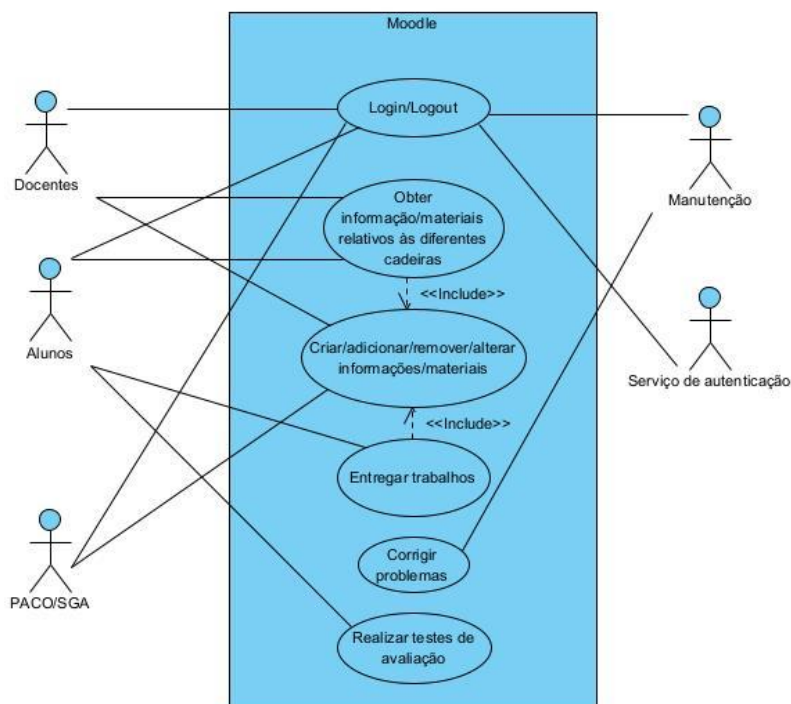 Moodle
Login/Logout
Docentes
Manutenção
Obter
informação/materiais
relativos às diferentes
cadeiras
<<Include>>
Alunos
Criar/adicionar/remover/alterar
informações/materiais
Serviço de autenticação
<<Include>>
Entregar trabalhos
Corrigir
problemas
PACO/SGA
Realizar testes de
avaliação